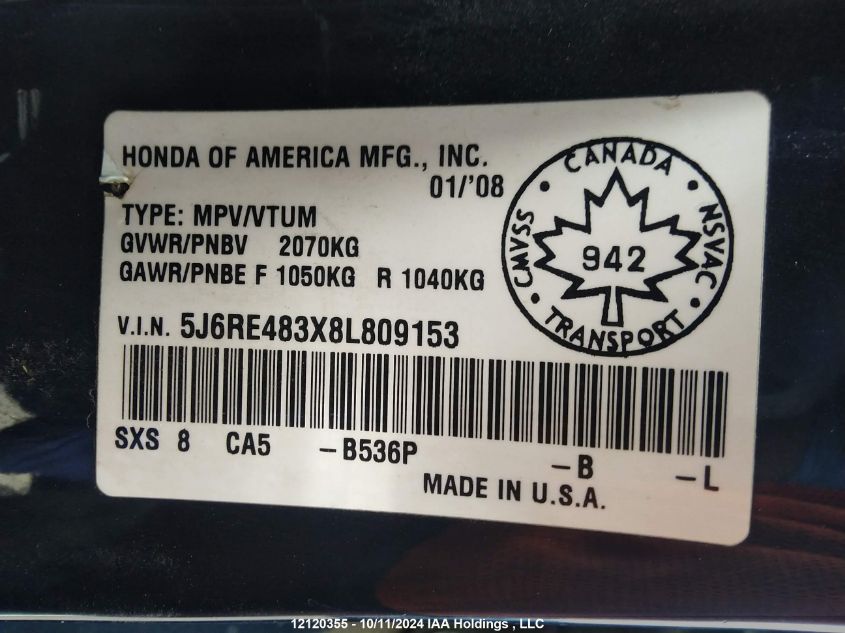 HONDA OF AMERICA MFG., INC.
01/'08
TYPE: MPV/VTUM
GVWR/PNBV 2070KG
GAWR/PNBE F 1050KG R 1040KG
V.I.N. 5J6RE483X8L809153
SXS 8 CA5 -B536P -B -L
MADE IN U.S.A.
CANADA
CMVSS
942
NSVAC
TRANSPORT
12120355 - 10/11/2024 IAA Holdings , LLC